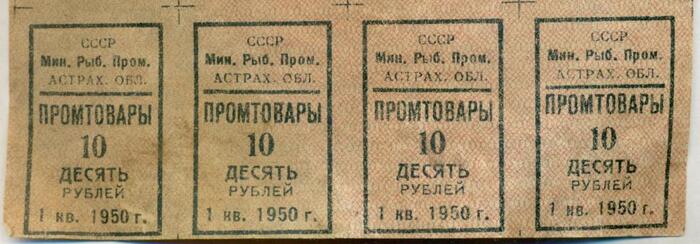 СССР
Мин. Рыб. Пром.
АСТРАХ. ОБЛ.
ПРОМТОВАРЫ
10
ДЕСЯТЬ
РУБЛЕЙ
1 кв. 1950 г.
СССР
Мин. Рыб. Пром.
АСТРАХ. ОБЛ.
ПРОМТОВАРЫ
10
ДЕСЯТЬ
РУБЛЕЙ
1 кв. 1950 г.
СССР
Мин. Рыб. Пром.
АСТРАХ. ОБЛ.
ПРОМТОВАРЫ
10
ДЕСЯТЬ
РУБЛЕЙ
1 кв. 1950 г.
СССР
Мин. Рыб. Пром.
АСТРАХ. ОБЛ.
ПРОМТОВАРЫ
10
ДЕСЯТЬ
РУБЛЕЙ
1 кв. 1950 г.